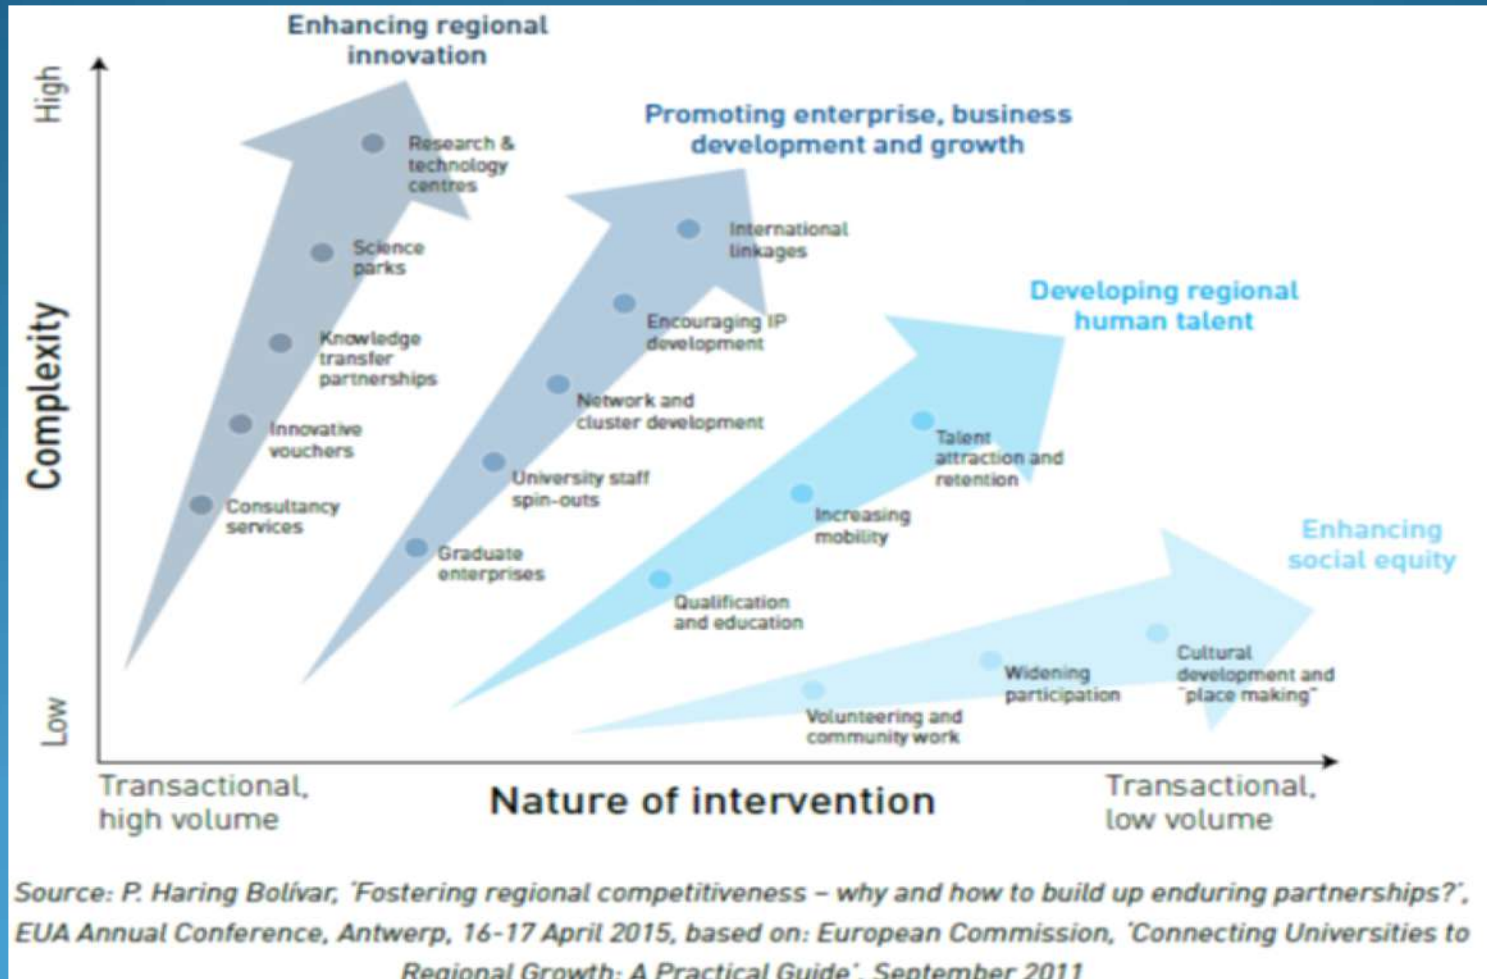 Enhancing regional
innovation
High
Promoting enterprise, business
development and growth
Research &
technology
centres
International
linkages
Science
parks
Developing regional
human talent
Encouraging IP
development
Knowledge
transfer
partnerships
Complexity
Network and
cluster development
Innovative
vouchers
Talent
attraction and
retention
University staff
spin-outs
Consultancy
services
Increasing
mobility
Enhancing
social equity
Graduate
enterprises
Qualification
and education
Cultural
development and
"place making"
Widening
participation
Volunteering and
community work
Low
Transactional,
high volume
Nature of intervention
Transactional,
low volume
Source: P. Haring Bolívar, 'Fostering regional competitiveness – why and how to build up enduring partnerships?',
EUA Annual Conference, Antwerp, 16-17 April 2015, based on: European Commission, 'Connecting Universities to
Regional Growth: A Practical Guide', September 2011